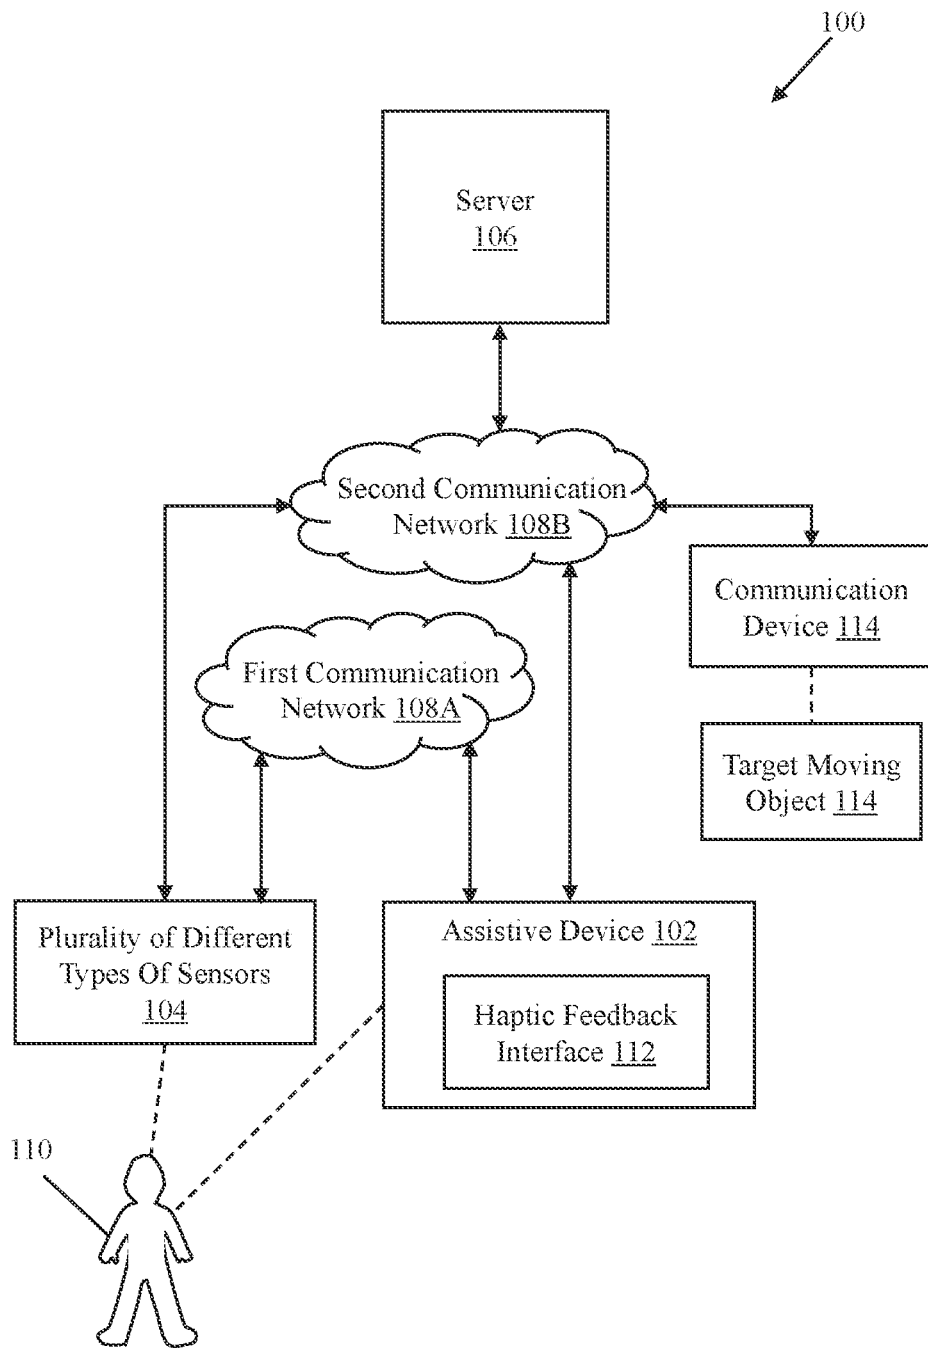 100
Server
106
Second Communication
Network 108B
Communication
Device 114
First Communication
Network 108A
Target Moving
Object 114
Plurality of Different
Types Of Sensors
104
Assistive Device 102
Haptic Feedback
Interface 112
110